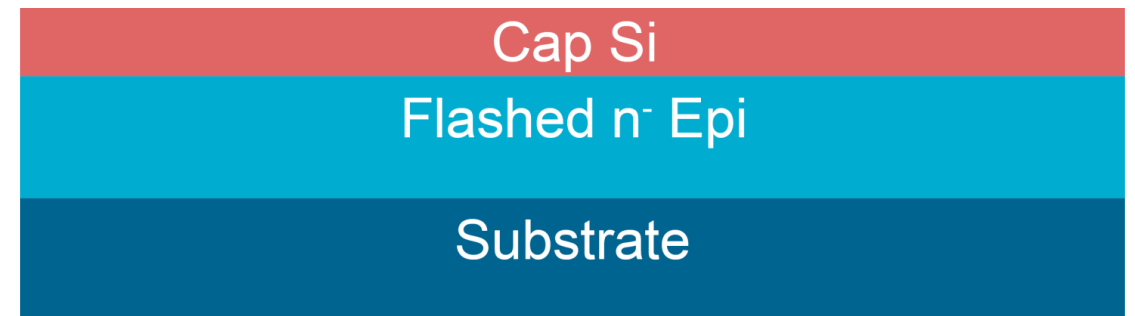 Cap Si
Flashed n⁻ Epi
Substrate